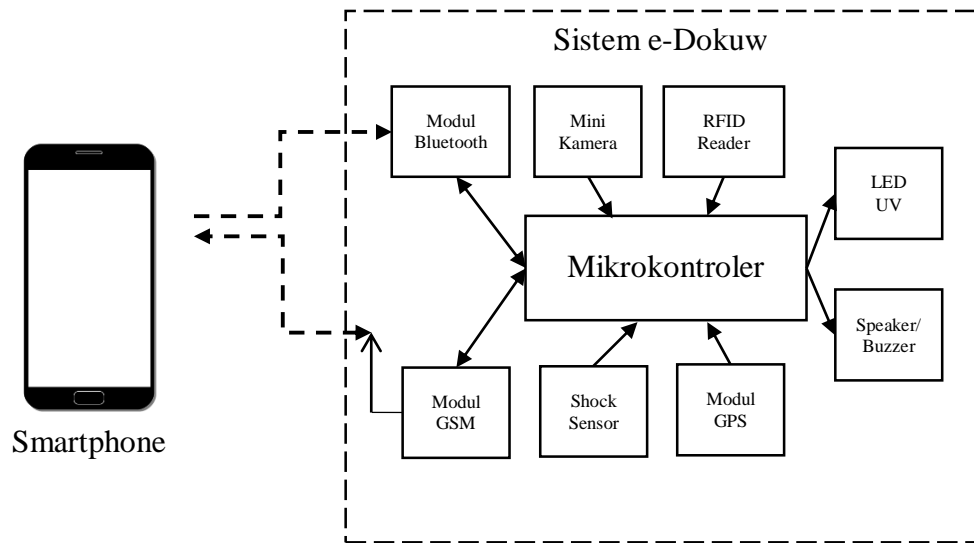 Sistem e-Dokuw
Modul
Bluetooth
Mini
Kamera
RFID
Reader
LED
UV
Mikrokontroler
Speaker/
Buzzer
Modul
GSM
Shock
Sensor
Modul
GPS
Smartphone